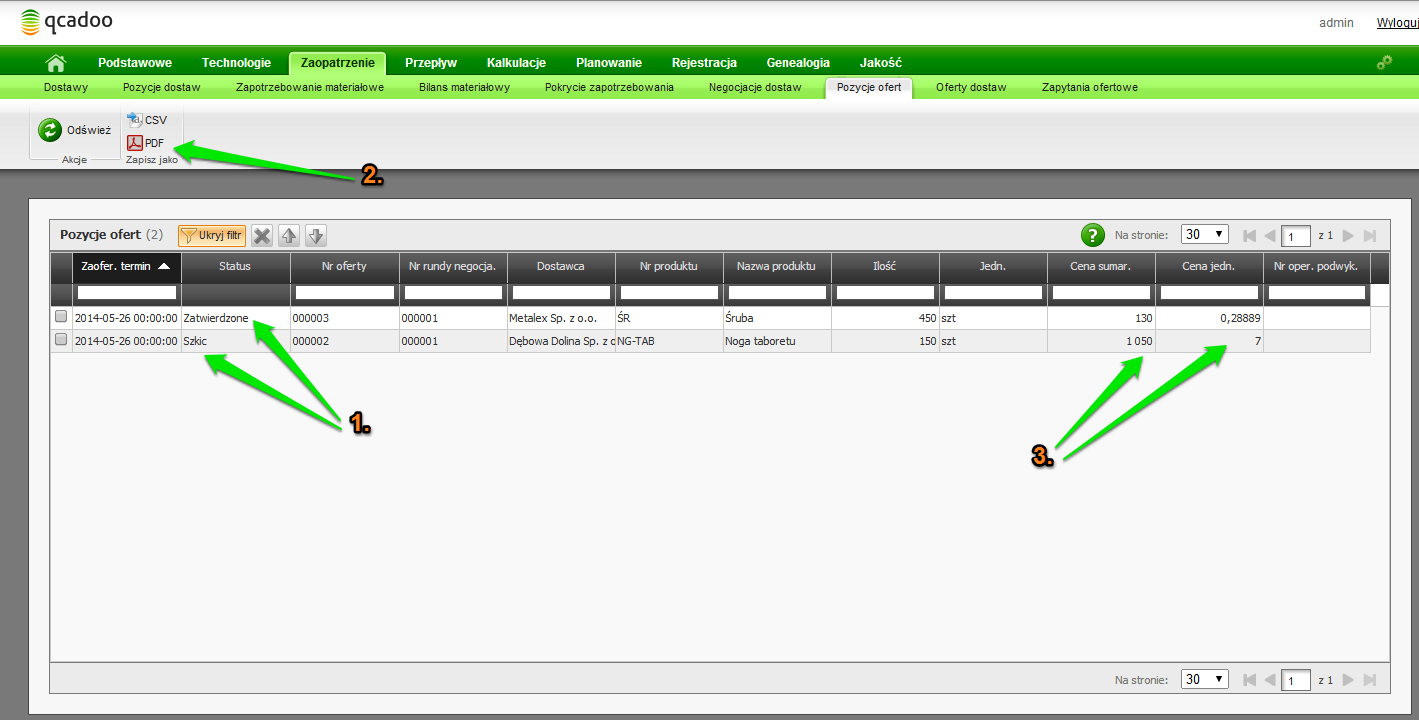 qcadoo
admin Wyloguj
Podstawowe Technologie Zaopatrzenie Przepływ Kalkulacje Planowanie Rejestracja Genealogia Jakość
Dostawy Pozycje dostaw Zapotrzebowanie materiałowe Bilans materiałowy Pokrycie zapotrzebowania Negocjacje dostaw Pozycje ofert Oferty dostaw Zapytania ofertowe
Odśwież CSV
PDF
Akcje Zapisz jako
2.
Pozycje ofert (2) Ukryj filtr ? Na stronie: 30 1 z 1
Zaofer. termin Status Nr oferty Nr rundy negocja. Dostawca Nr produktu Nazwa produktu Ilość Jedn. Cena sumar. Cena jedn. Nr oper. podwyk.
2014-05-26 00:00:00 Zatwierdzone 000003 000001 Metalex Sp. z o.o. ŚR Śruba 450 szt 130 0,28889
2014-05-26 00:00:00 Szkic 000002 000001 Dębowa Dolina Sp. z o NG-TAB Noga taboretu 150 szt 1 050 7
1.
3.
Na stronie: 30 1 z 1